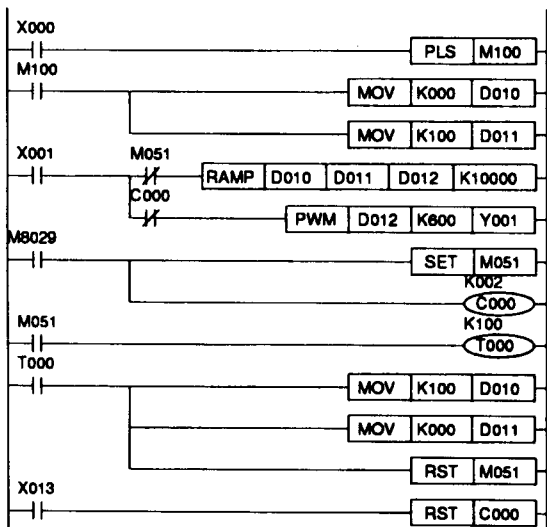 X000
PLS M100
M100
MOV K000 D010
MOV K100 D011
X001 M051
RAMP D010 D011 D012 K10000
C000
PWM D012 K600 Y001
M8029
SET M051
K002
C000
M051 K100
T000
T000
MOV K100 D010
MOV K000 D011
RST M051
X013
RST C000